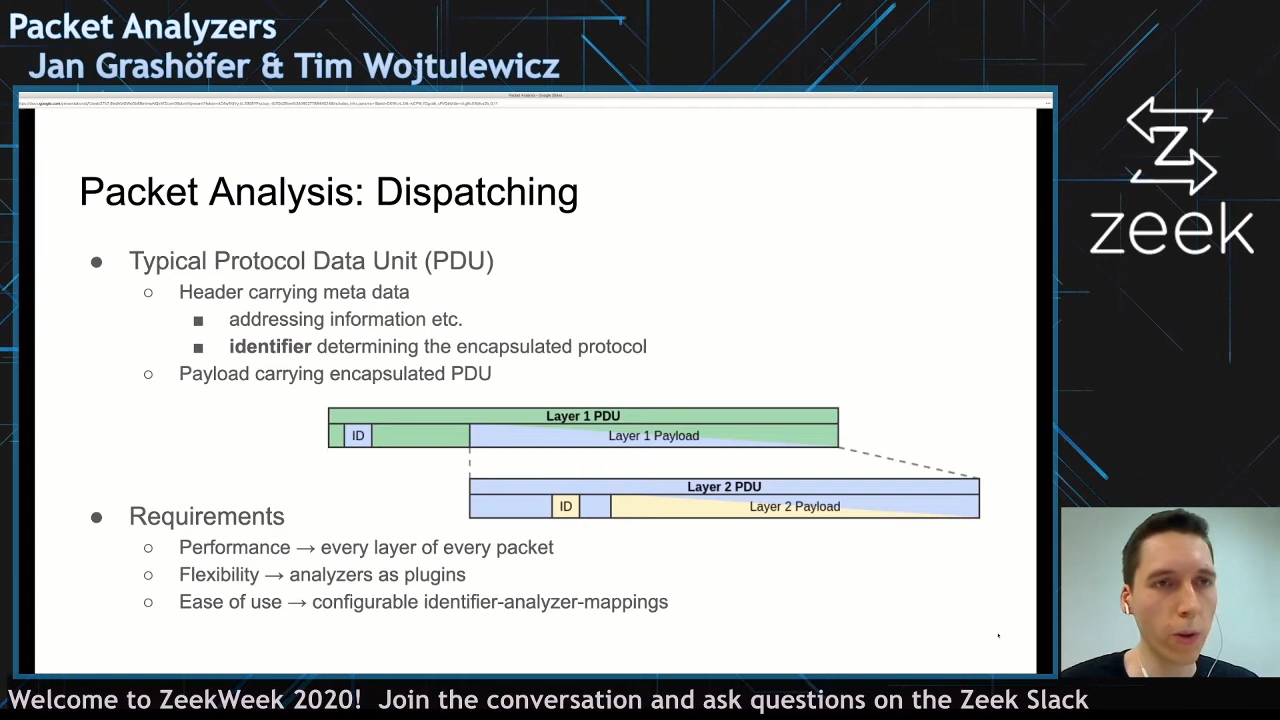 Packet Analyzers
Jan Grashöfer & Tim Wojtulewicz
Packet Analysis: Dispatching
● Typical Protocol Data Unit (PDU)
○ Header carrying meta data
■ addressing information etc.
■ identifier determining the encapsulated protocol
○ Payload carrying encapsulated PDU
Layer 1 PDU
ID Layer 1 Payload
Layer 2 PDU
ID Layer 2 Payload
● Requirements
○ Performance → every layer of every packet
○ Flexibility → analyzers as plugins
○ Ease of use → configurable identifier-analyzer-mappings
Z
zeek
Welcome to ZeekWeek 2020! Join the conversation and ask questions on the Zeek Slack